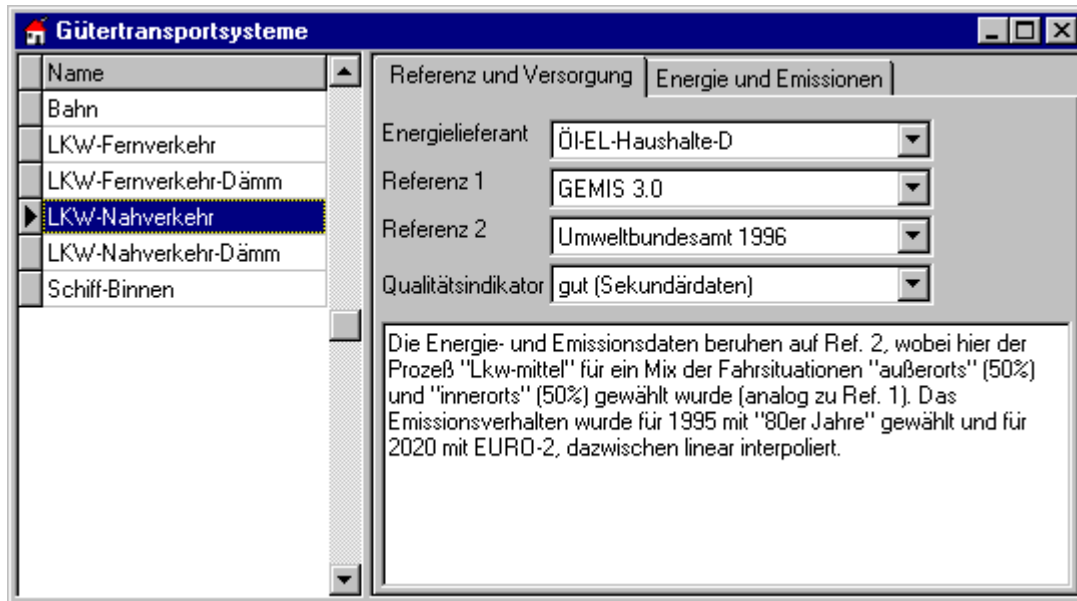 Gütertransportsysteme
Name
Bahn
LKW-Fernverkehr
LKW-Fernverkehr-Dämm
LKW-Nahverkehr
LKW-Nahverkehr-Dämm
Schiff-Binnen
Referenz und Versorgung
Energie und Emissionen
Energielieferant
Öl-EL-Haushalte-D
Referenz 1
GEMIS 3.0
Referenz 2
Umweltbundesamt 1996
Qualitätsindikator
gut (Sekundärdaten)
Die Energie- und Emissionsdaten beruhen auf Ref. 2, wobei hier der
Prozeß "Lkw-mittel" für ein Mix der Fahrsituationen "außerorts" (50%)
und "innerorts" (50%) gewählt wurde (analog zu Ref. 1). Das
Emissionsverhalten wurde für 1995 mit "80er Jahre" gewählt und für
2020 mit EURO-2, dazwischen linear interpoliert.